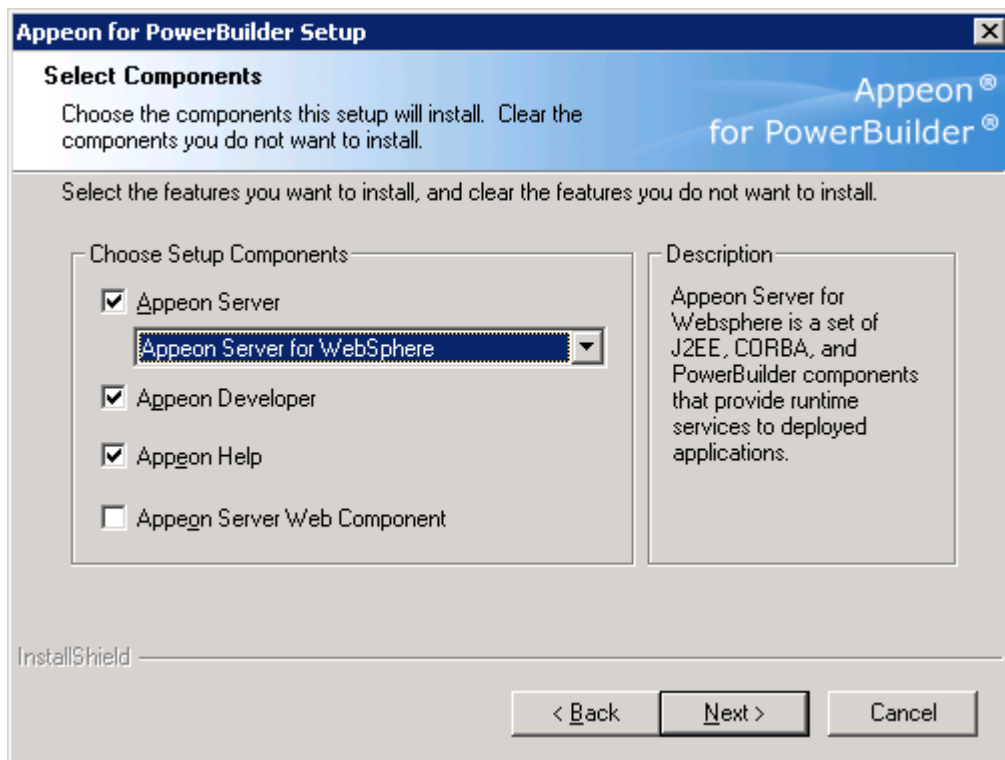 Appeon for PowerBuilder Setup
Select Components
Choose the components this setup will install. Clear the
components you do not want to install.
Appeon®
for PowerBuilder®
Select the features you want to install, and clear the features you do not want to install.
Choose Setup Components
Appeon Server
Appeon Server for WebSphere
Appeon Developer
Appeon Help
Appeon Server Web Component
Description
Appeon Server for
Websphere is a set of
J2EE, CORBA, and
PowerBuilder components
that provide runtime
services to deployed
applications.
InstallShield
< Back
Next >
Cancel